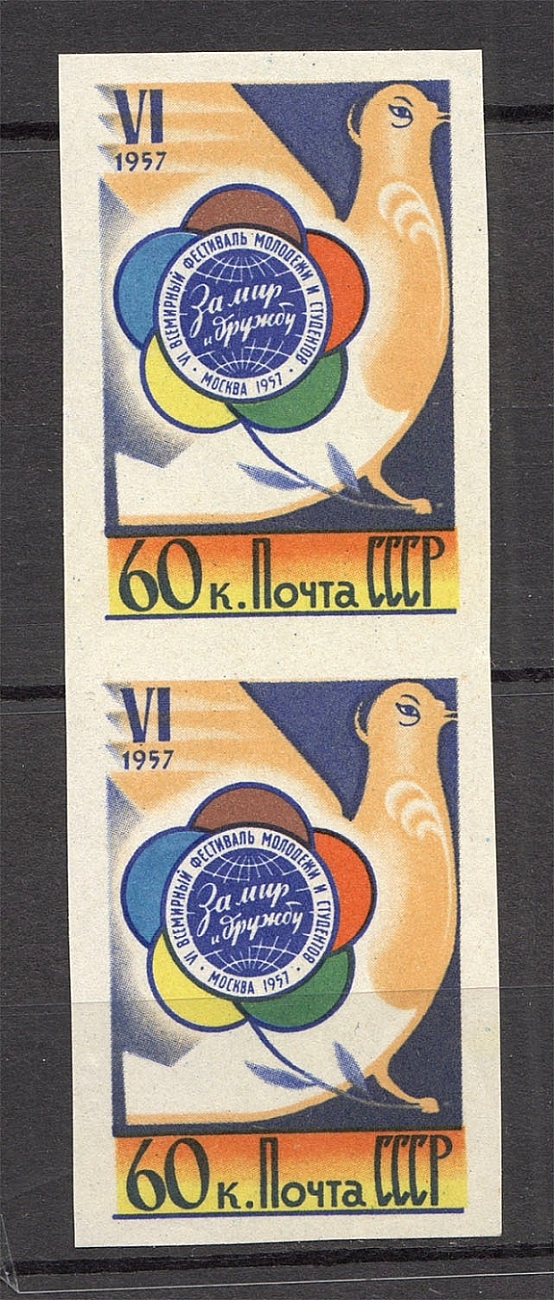 VI
1957
VI ВСЕМИРНЫЙ ФЕСТИВАЛЬ МОЛОДЕЖИ И СТУДЕНТОВ
За мир
и дружбу
• МОСКВА 1957 •
60 к. Почта СССР
VI
1957
VI ВСЕМИРНЫЙ ФЕСТИВАЛЬ МОЛОДЕЖИ И СТУДЕНТОВ
За мир
и дружбу
• МОСКВА 1957 •
60 к. Почта СССР